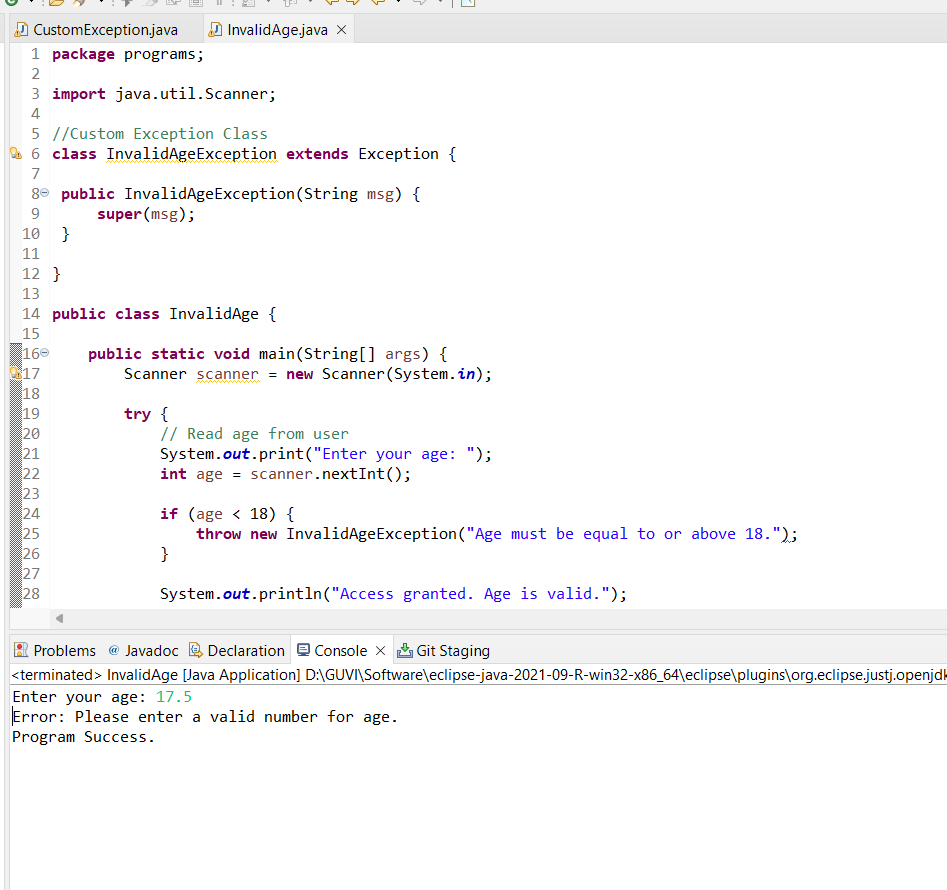 CustomException.java InvalidAge.java
1 package programs;
2
3 import java.util.Scanner;
4
5 //Custom Exception Class
6 class InvalidAgeException extends Exception {
7
8 public InvalidAgeException(String msg) {
9 super(msg);
10 }
11
12 }
13
14 public class InvalidAge {
15
16 public static void main(String[] args) {
17 Scanner scanner = new Scanner(System.in);
18
19 try {
20 // Read age from user
21 System.out.print("Enter your age: ");
22 int age = scanner.nextInt();
23
24 if (age < 18) {
25 throw new InvalidAgeException("Age must be equal to or above 18.");
26 }
27
28 System.out.println("Access granted. Age is valid.");
Problems @ Javadoc Declaration Console Git Staging
<terminated> InvalidAge [Java Application] D:\GUVI\Software\eclipse-java-2021-09-R-win32-x86_64\eclipse\plugins\org.eclipse.justj.openjdk
Enter your age: 17.5
Error: Please enter a valid number for age.
Program Success.